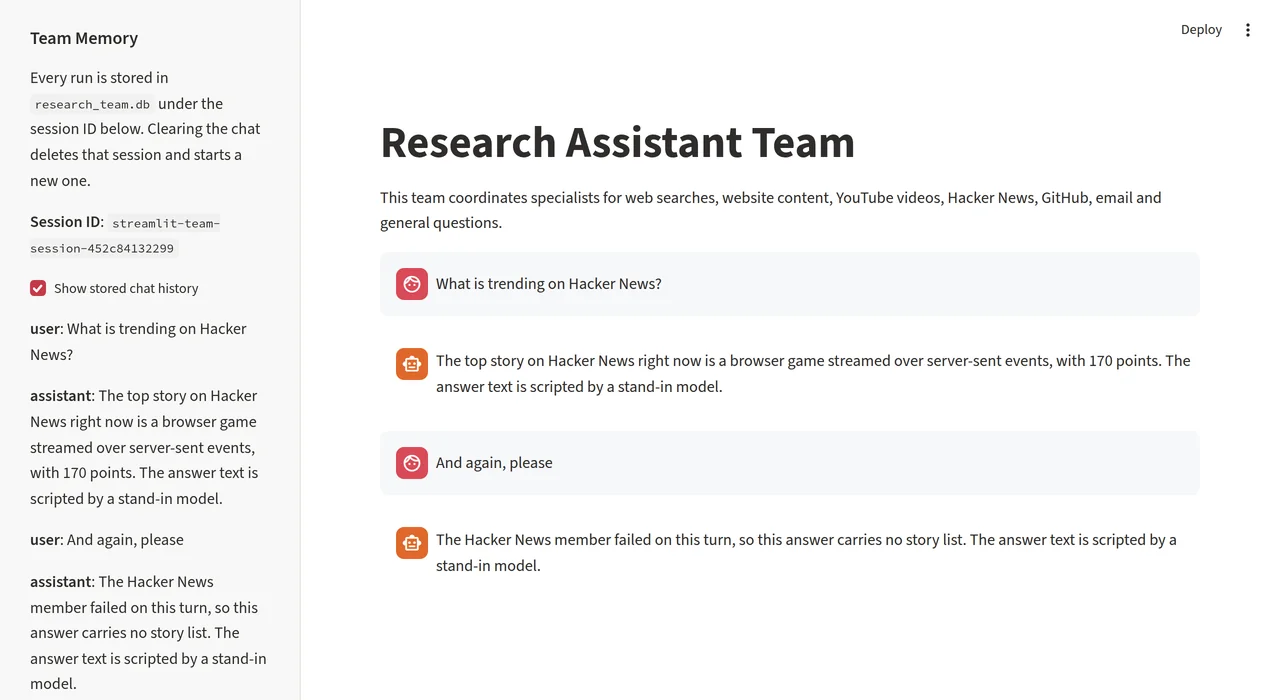 Team Memory
Every run is stored in
research_team.db under the
session ID below. Clearing the chat
deletes that session and starts a
new one.
Session ID: streamlit-team-
session-452c84132299
Show stored chat history
user: What is trending on Hacker
News?
assistant: The top story on Hacker
News right now is a browser game
streamed over server-sent events,
with 170 points. The answer text is
scripted by a stand-in model.
user: And again, please
assistant: The Hacker News
member failed on this turn, so this
answer carries no story list. The
answer text is scripted by a stand-in
model.
Deploy
Research Assistant Team
This team coordinates specialists for web searches, website content, YouTube videos, Hacker News, GitHub, email and
general questions.
What is trending on Hacker News?
The top story on Hacker News right now is a browser game streamed over server-sent events, with 170 points. The
answer text is scripted by a stand-in model.
And again, please
The Hacker News member failed on this turn, so this answer carries no story list. The answer text is scripted by a
stand-in model.